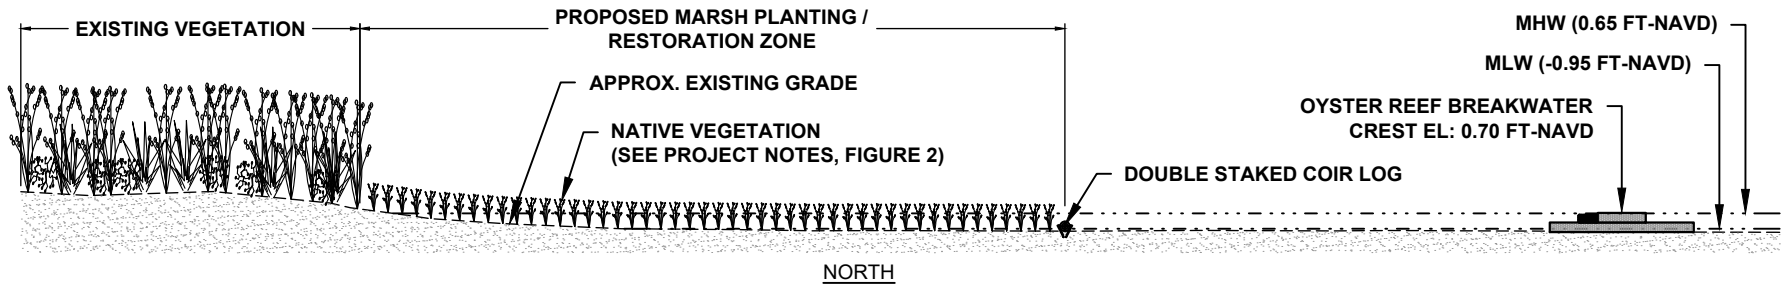 EXISTING VEGETATION
PROPOSED MARSH PLANTING /
RESTORATION ZONE
APPROX. EXISTING GRADE
NATIVE VEGETATION
(SEE PROJECT NOTES, FIGURE 2)
DOUBLE STAKED COIR LOG
MHW (0.65 FT-NAVD)
MLW (-0.95 FT-NAVD)
OYSTER REEF BREAKWATER
CREST EL: 0.70 FT-NAVD
NORTH